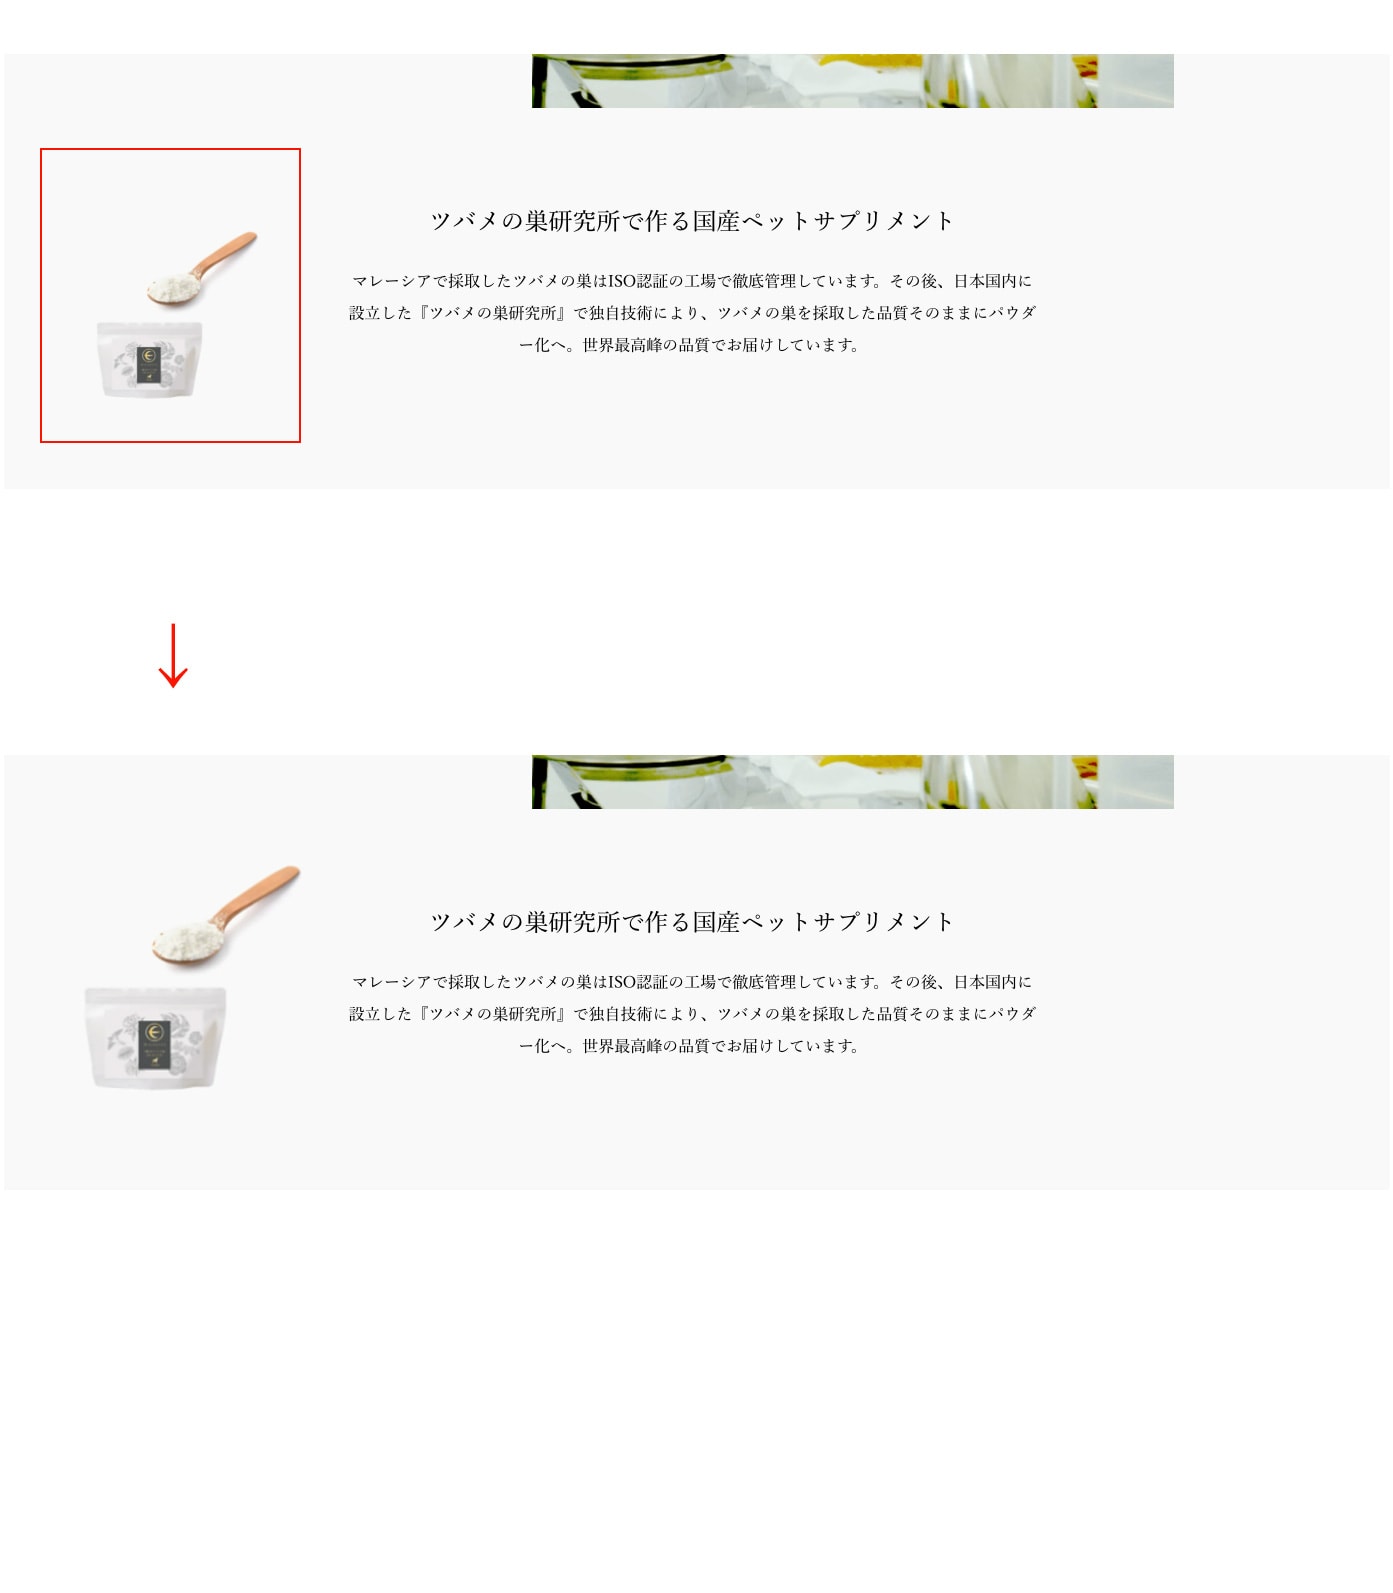 ツバメの巣研究所で作る国産ペットサプリメント
マレーシアで採取したツバメの巣はISO認証の工場で徹底管理しています。その後、日本国内に
設立した『ツバメの巣研究所』で独自技術により、ツバメの巣を採取した品質そのままにパウダ
ー化へ。世界最高峰の品質でお届けしています。
ツバメの巣研究所で作る国産ペットサプリメント
マレーシアで採取したツバメの巣はISO認証の工場で徹底管理しています。その後、日本国内に
設立した『ツバメの巣研究所』で独自技術により、ツバメの巣を採取した品質そのままにパウダ
ー化へ。世界最高峰の品質でお届けしています。